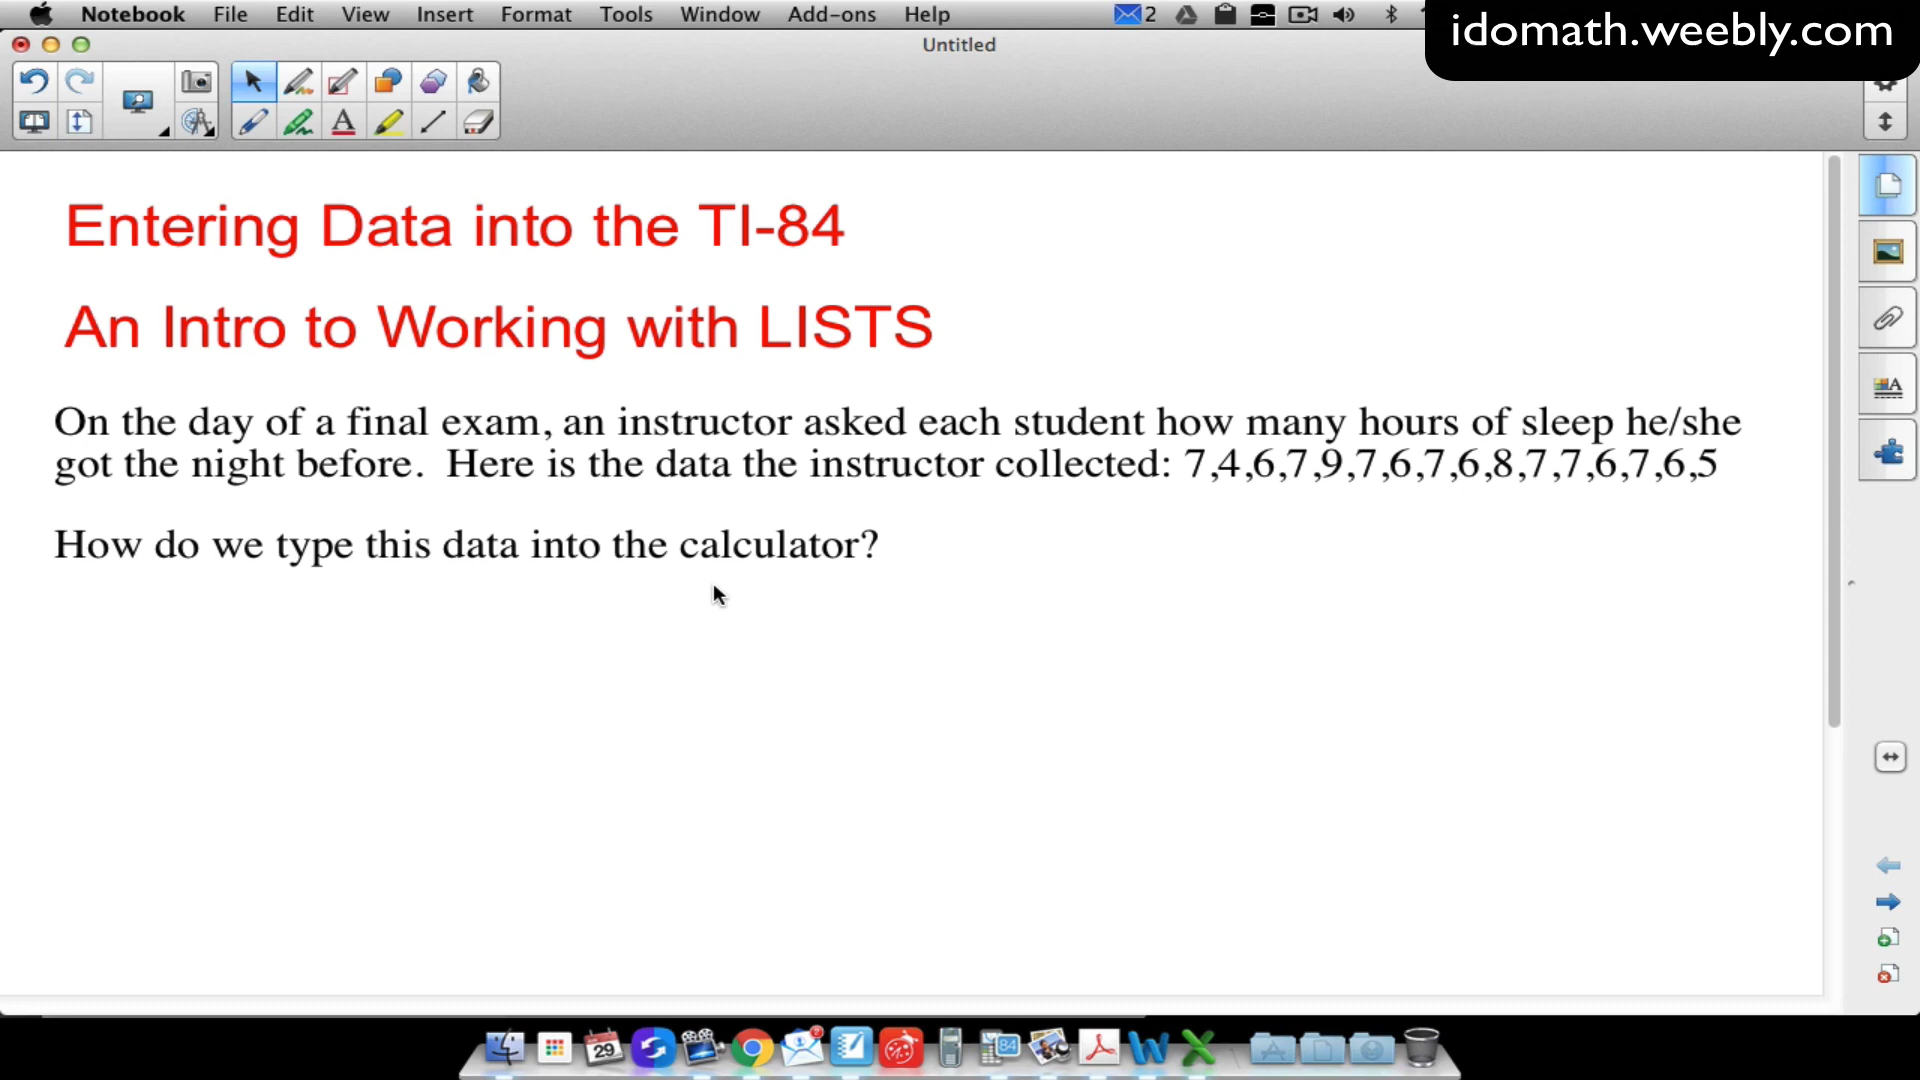 Notebook File Edit View Insert Format Tools Window Add-ons Help 2
idomath.weebly.com
Untitled
Entering Data into the TI-84
An Intro to Working with LISTS
On the day of a final exam, an instructor asked each student how many hours of sleep he/she
got the night before. Here is the data the instructor collected: 7,4,6,7,9,7,6,7,6,8,7,7,6,7,6,5
How do we type this data into the calculator?
29
84